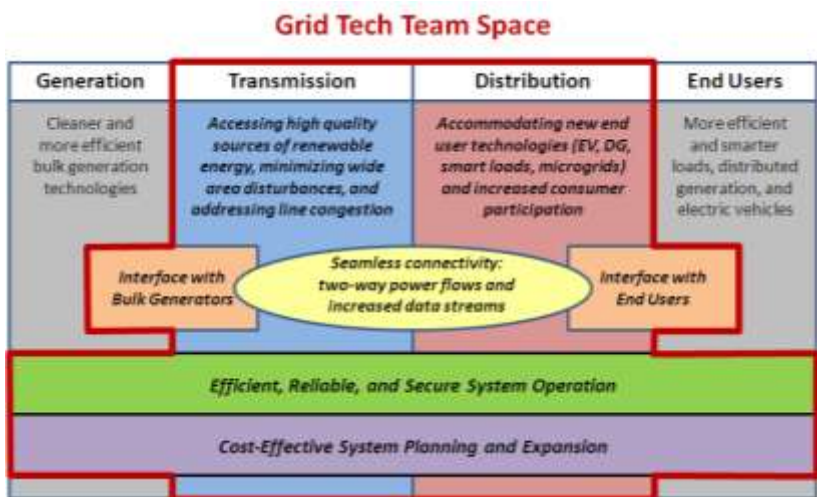 Grid Tech Team Space
Generation
Transmission
Distribution
End Users
Cleaner and
more efficient
bulk generation
technologies
Accessing high quality
sources of renewable
energy, minimizing wide
area disturbances, and
addressing line congestion
Accommodating new end
user technologies (EV, DG,
smart loads, microgrids)
and increased consumer
participation
More efficient
and smarter
loads, distributed
generation, and
electric vehicles
Interface with
Bulk Generators
Seamless connectivity:
two-way power flows and
increased data streams
Interface with
End Users
Efficient, Reliable, and Secure System Operation
Cost-Effective System Planning and Expansion